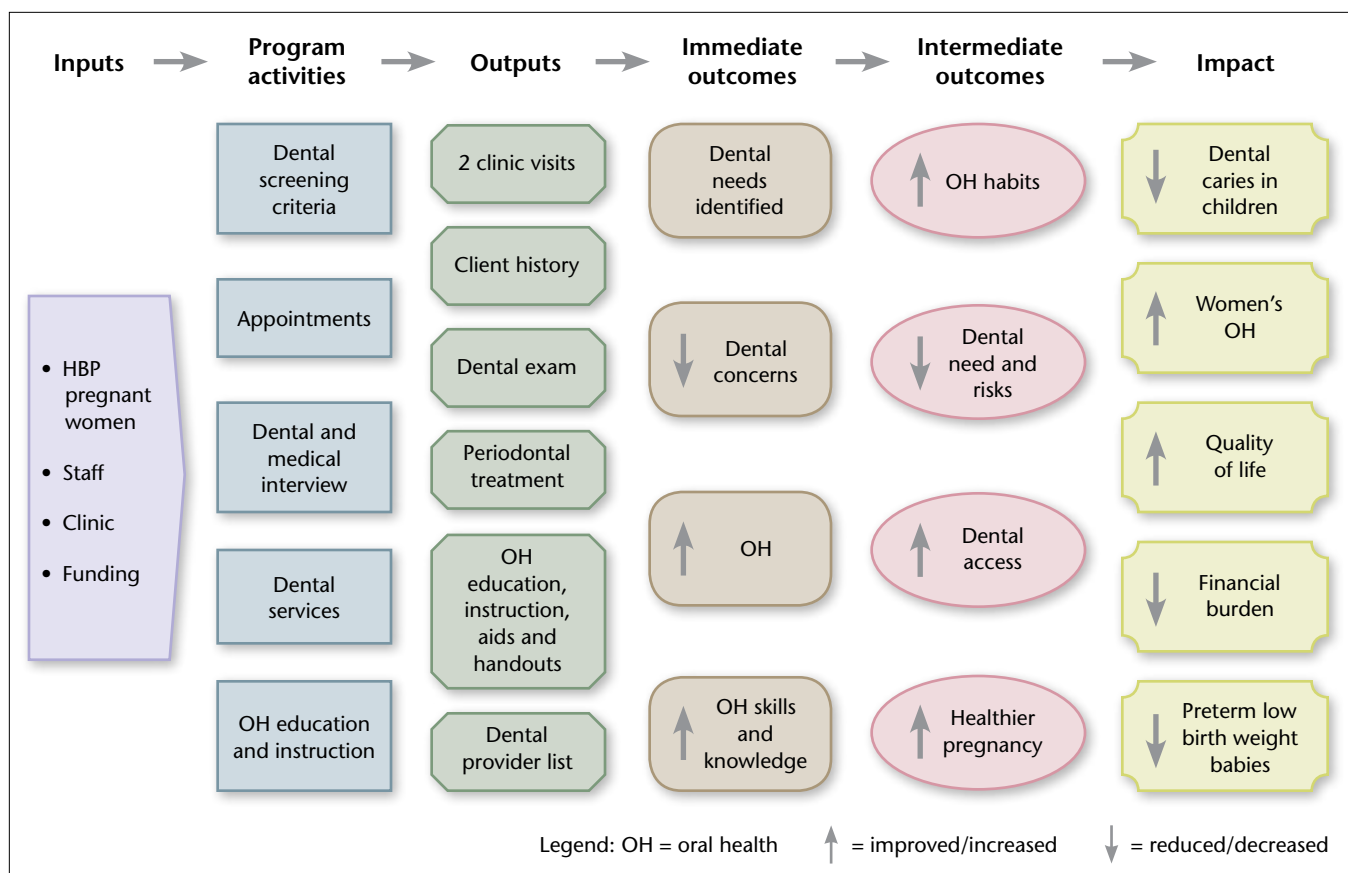 Inputs
Program
activities
Outputs
Immediate
outcomes
Intermediate
outcomes
Impact
• HBP
pregnant
women
• Staff
• Clinic
• Funding
Dental
screening
criteria
Appointments
Dental and
medical
interview
Dental
services
OH education
and instruction
2 clinic visits
Client history
Dental exam
Periodontal
treatment
OH
education,
instruction,
aids and
handouts
Dental
provider list
Dental
needs
identified
↓ Dental
concerns
↑ OH
↑ OH skills
and
knowledge
↑ OH habits
↓ Dental
need and
risks
↑ Dental
access
↑ Healthier
pregnancy
↓ Dental
caries in
children
↑ Women’s
OH
↑ Quality
of life
↓ Financial
burden
↓ Preterm low
birth weight
babies
Legend: OH = oral health ↑ = improved/increased ↓ = reduced/decreased